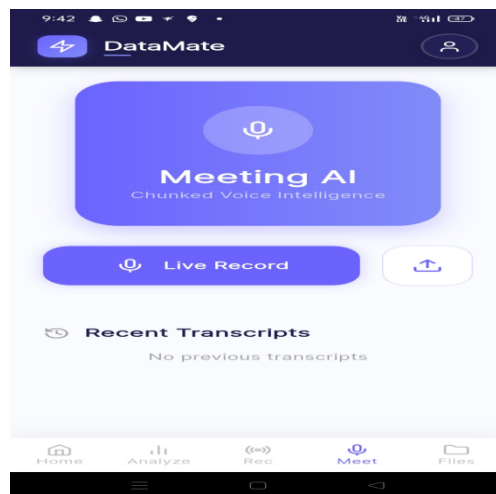 9:42
47
DataMate
Meeting AI
Chunked Voice Intelligence
Live Record
Recent Transcripts
No previous transcripts
Home Analyze Rec Meet Files